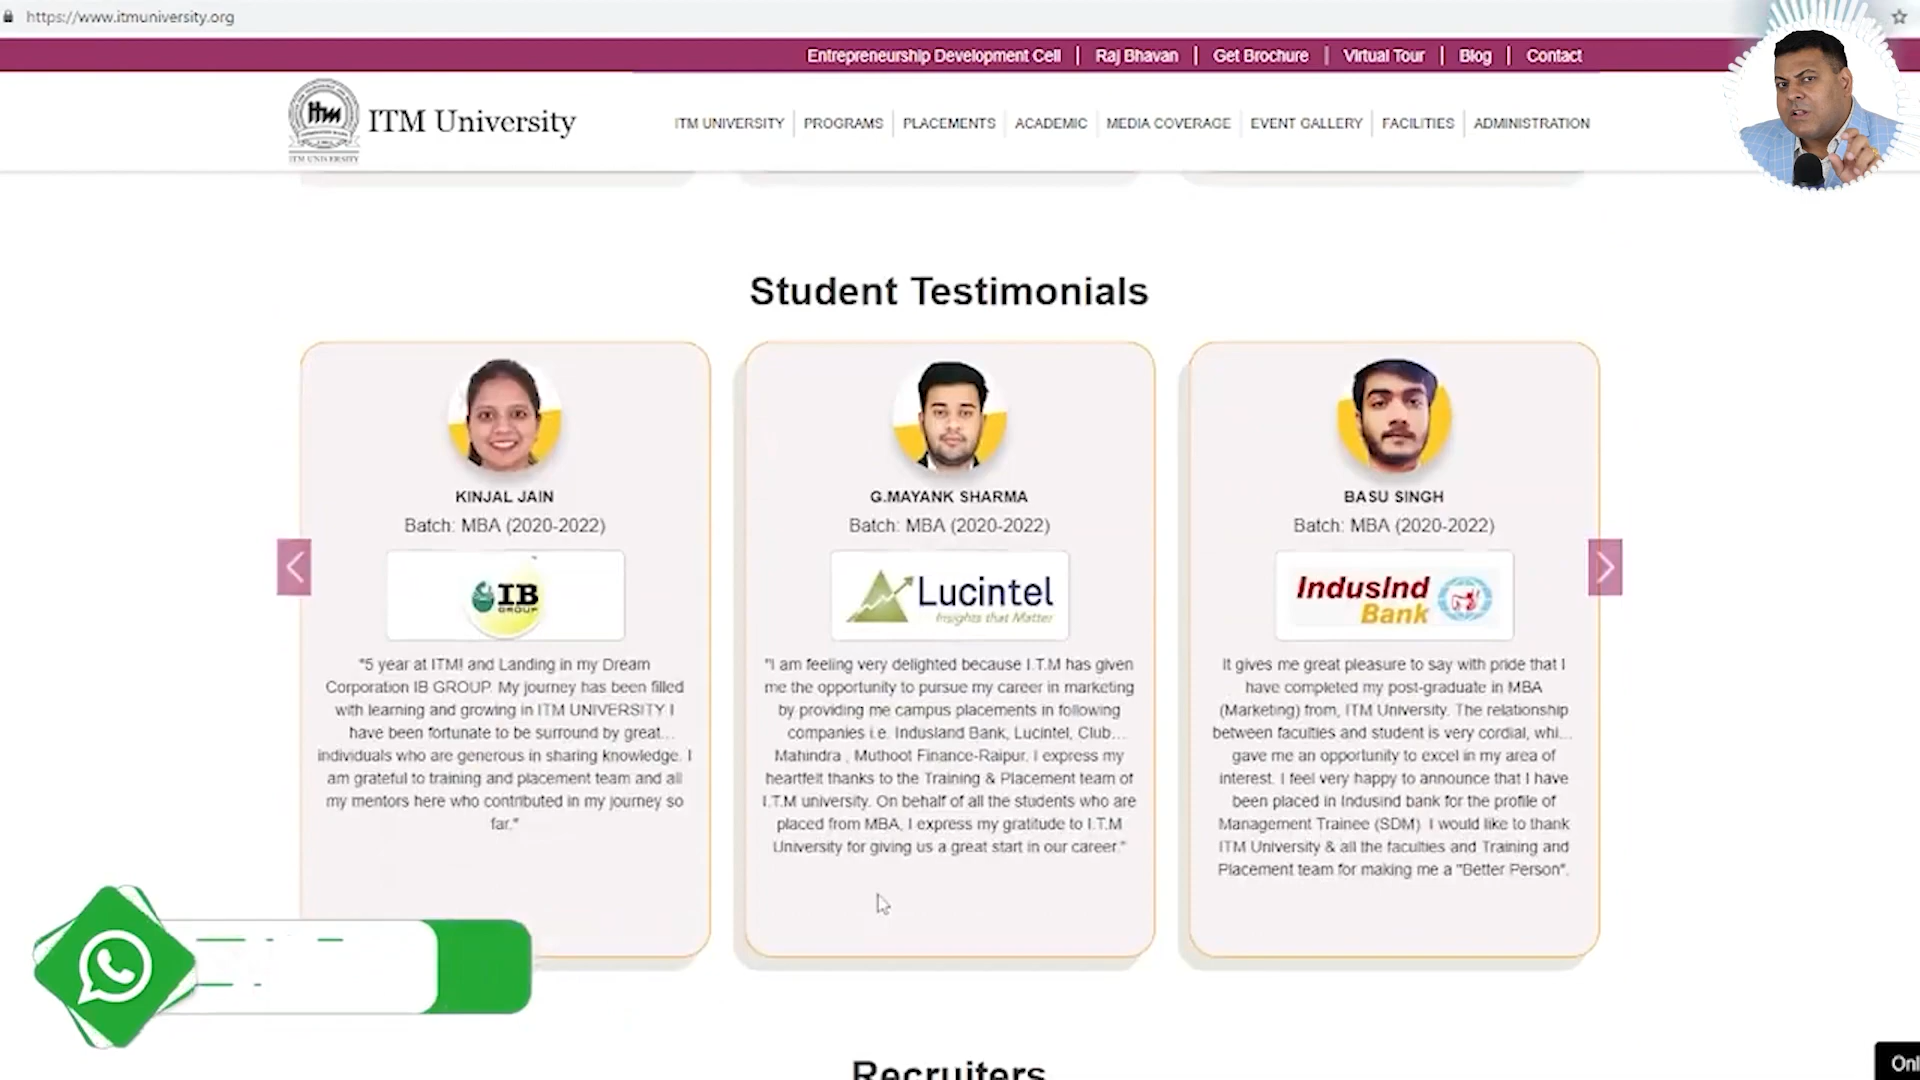 https://www.itmuniversity.org
Entrepreneurship Development Cell | Raj Bhavan | Get Brochure | Virtual Tour | Blog | Contact
Itm
ITM UNIVERSITY
ITM University
ITM UNIVERSITY | PROGRAMS | PLACEMENTS | ACADEMIC | MEDIA COVERAGE | EVENT GALLERY | FACILITIES | ADMINISTRATION
Student Testimonials
KINJAL JAIN
Batch: MBA (2020-2022)
IB
GROUP
"5 year at ITM! and Landing in my Dream
Corporation IB GROUP. My journey has been filled
with learning and growing in ITM UNIVERSITY I
have been fortunate to be surround by great...
individuals who are generous in sharing knowledge. I
am grateful to training and placement team and all
my mentors here who contributed in my journey so
far."
G.MAYANK SHARMA
Batch: MBA (2020-2022)
Lucintel
Insights that Matter
"I am feeling very delighted because I.T.M has given
me the opportunity to pursue my career in marketing
by providing me campus placements in following
companies i.e. Indusland Bank, Lucintel, Club...
Mahindra , Muthoot Finance-Raipur. I express my
heartfelt thanks to the Training & Placement team of
I.T.M university. On behalf of all the students who are
placed from MBA, I express my gratitude to I.T.M
University for giving us a great start in our career."
BASU SINGH
Batch: MBA (2020-2022)
IndusInd
Bank
It gives me great pleasure to say with pride that I
have completed my post-graduate in MBA
(Marketing) from, ITM University. The relationship
between faculties and student is very cordial, whi...
gave me an opportunity to excel in my area of
interest. I feel very happy to announce that I have
been placed in Indusind bank for the profile of
Management Trainee (SDM). I would like to thank
ITM University & all the faculties and Training and
Placement team for making me a "Better Person".
Recruiters